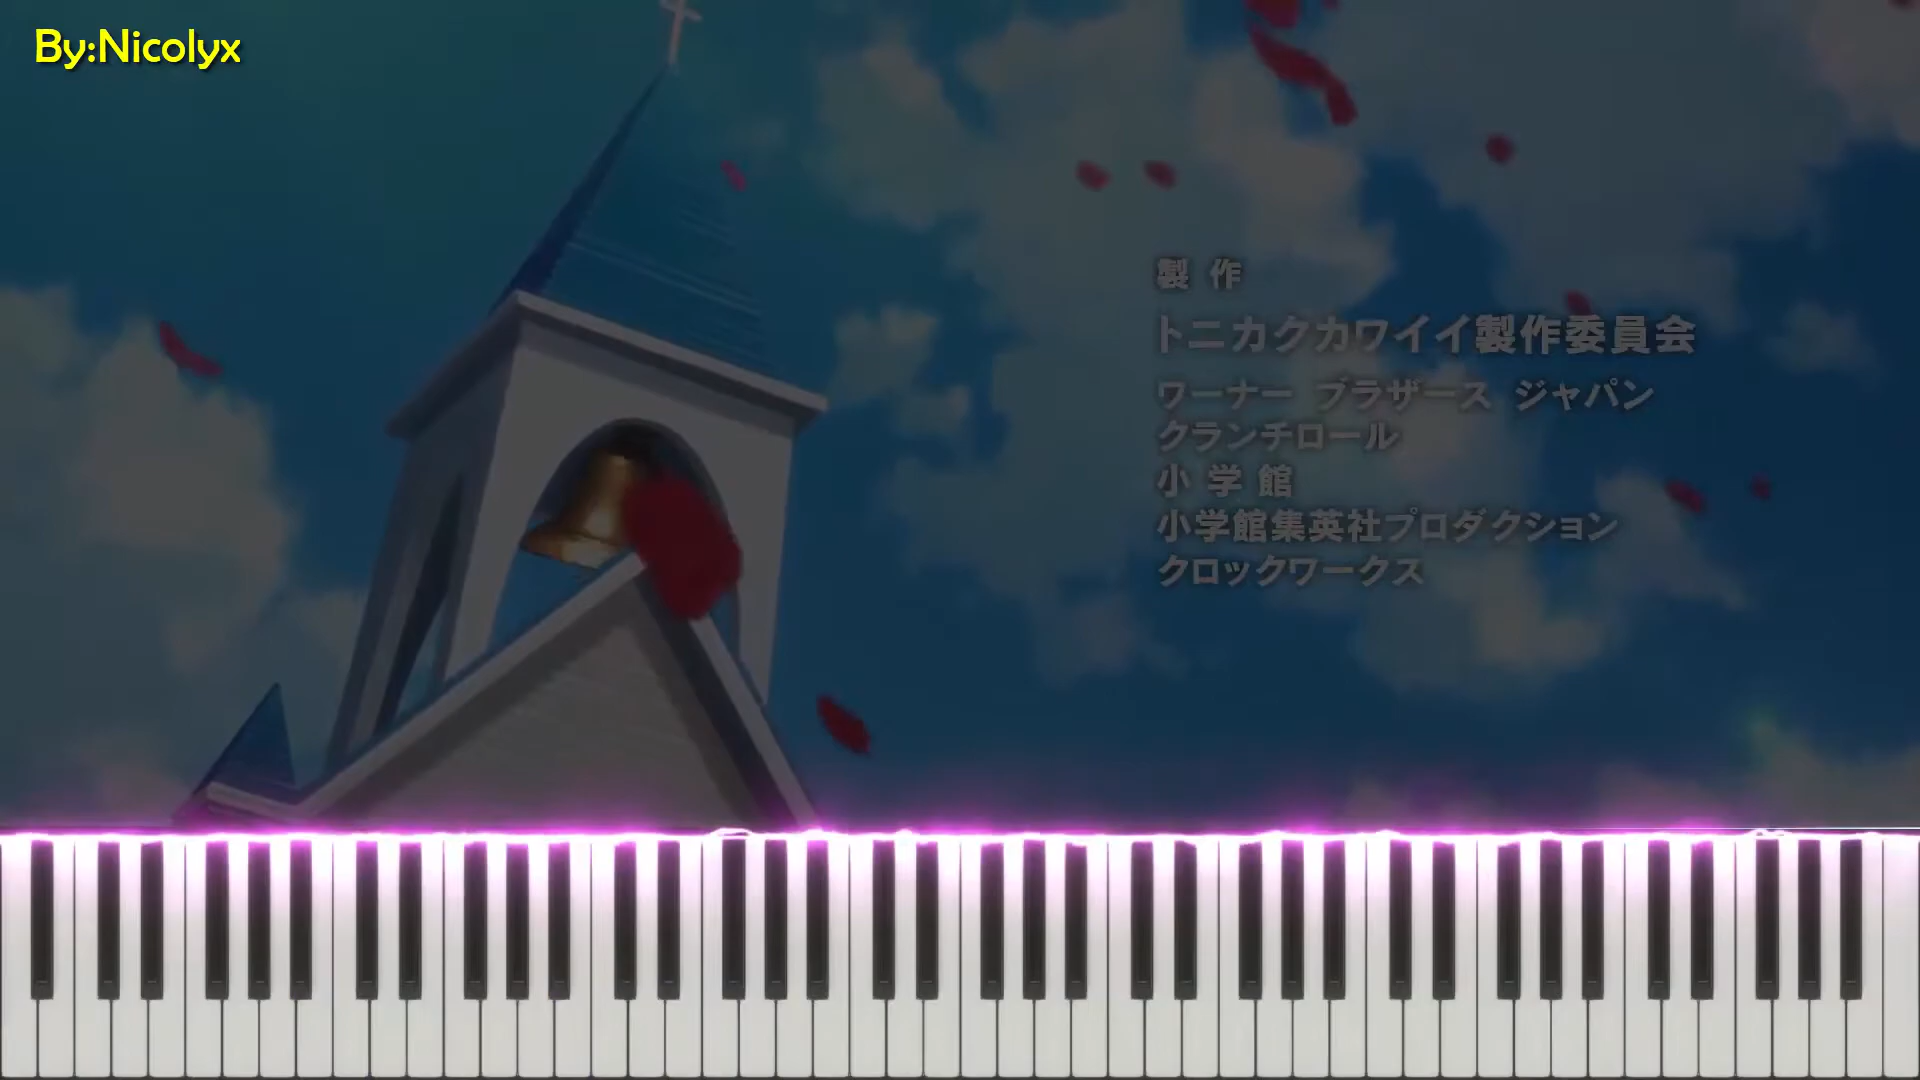 By:Nicolyx
製作
トニカクカワイイ製作委員会
ワーナー ブラザース ジャパン
クランチロール
小学館
小学館集英社プロダクション
クロックワークス